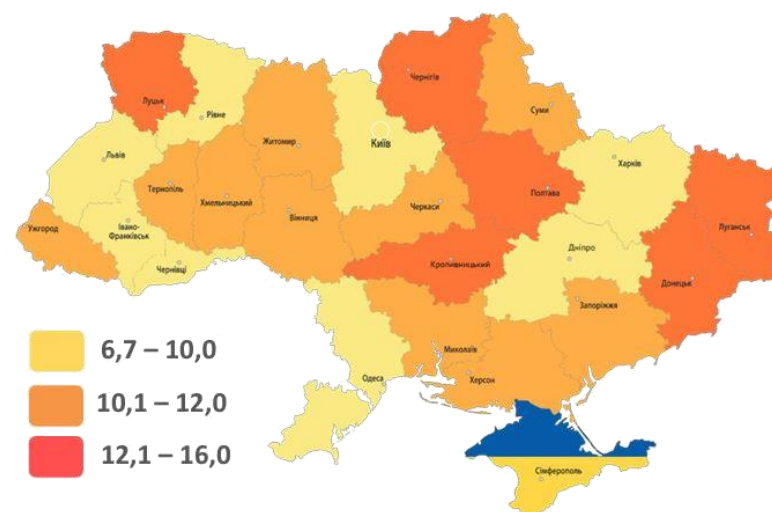 Луцьк
Рівне
Чернігів
Суми
Житомир
Київ
Львів
Тернопіль
Хмельницький
Вінниця
Черкаси
Полтава
Харків
Ужгород
Івано-
Франківськ
Чернівці
Кропивницький
Дніпро
Луганськ
Донецьк
Запоріжжя
Миколаїв
Херсон
Одеса
Сімферополь
6,7 – 10,0
10,1 – 12,0
12,1 – 16,0